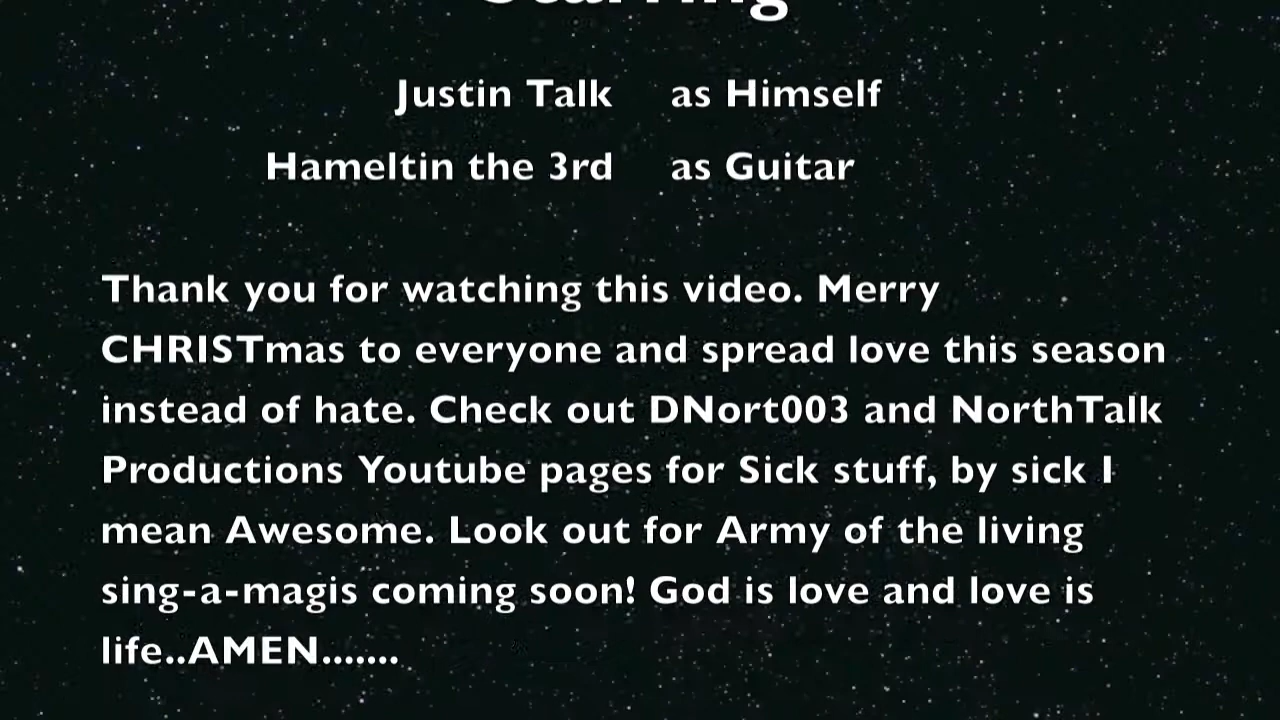 Starring
Justin Talk as Himself
Hameltin the 3rd as Guitar
Thank you for watching this video. Merry
CHRISTmas to everyone and spread love this season
instead of hate. Check out DNort003 and NorthTalk
Productions Youtube pages for Sick stuff, by sick I
mean Awesome. Look out for Army of the living
sing-a-magis coming soon! God is love and love is
life..AMEN.......